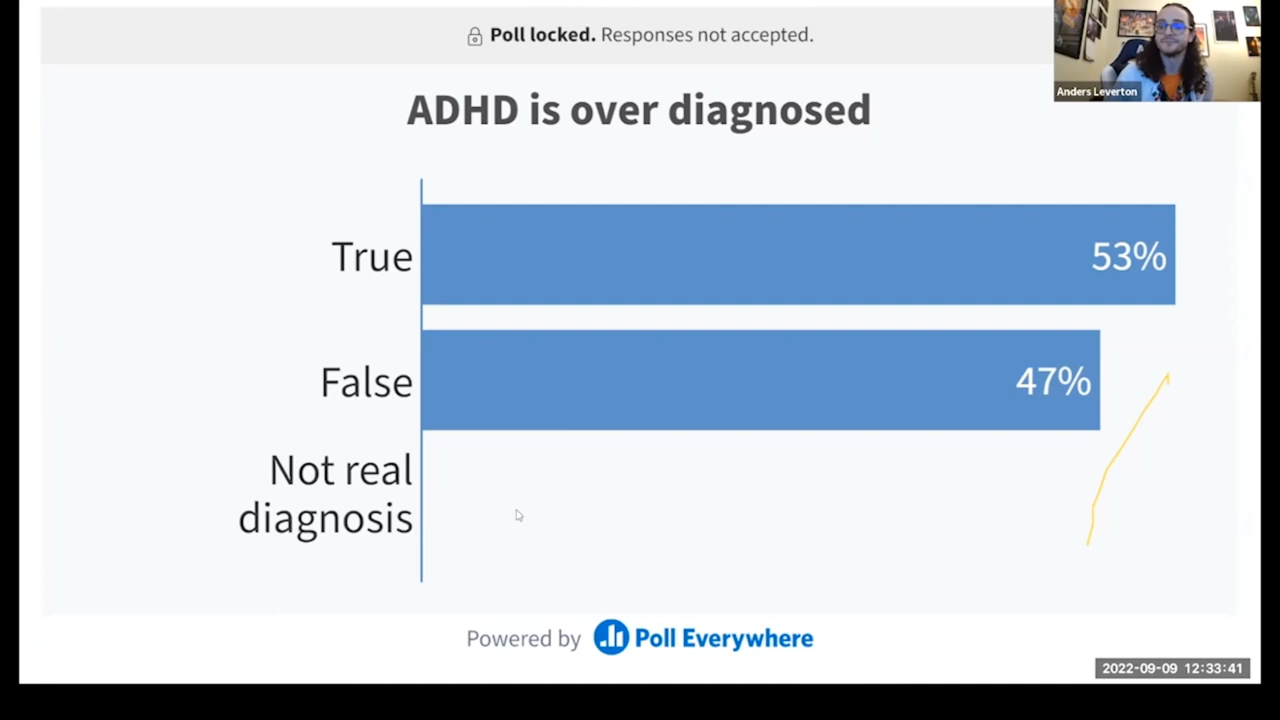 Poll locked. Responses not accepted.
Anders Leverton
ADHD is over diagnosed
True
53%
False
47%
Not real
diagnosis
Powered by Poll Everywhere
2022-09-09 12:33:41